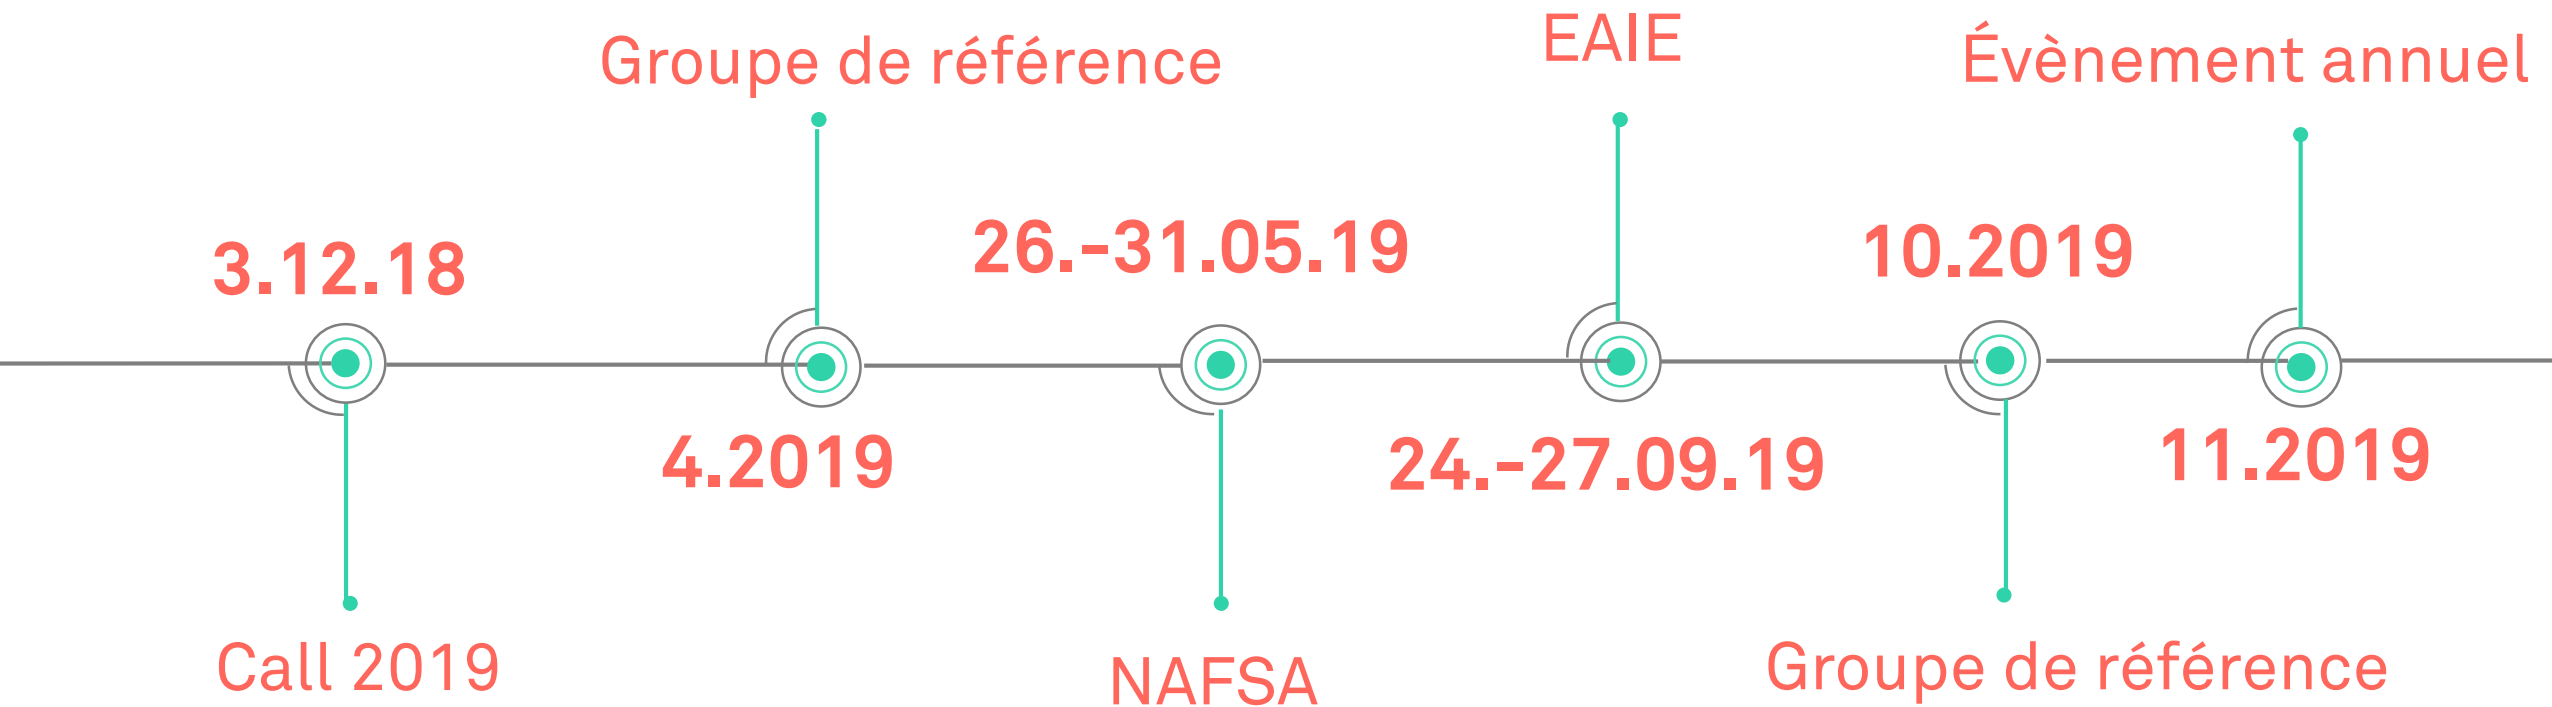 3.12.18
Call 2019
Groupe de référence
4.2019
26.-31.05.19
NAFSA
EAIE
24.-27.09.19
10.2019
Groupe de référence
Évènement annuel
11.2019